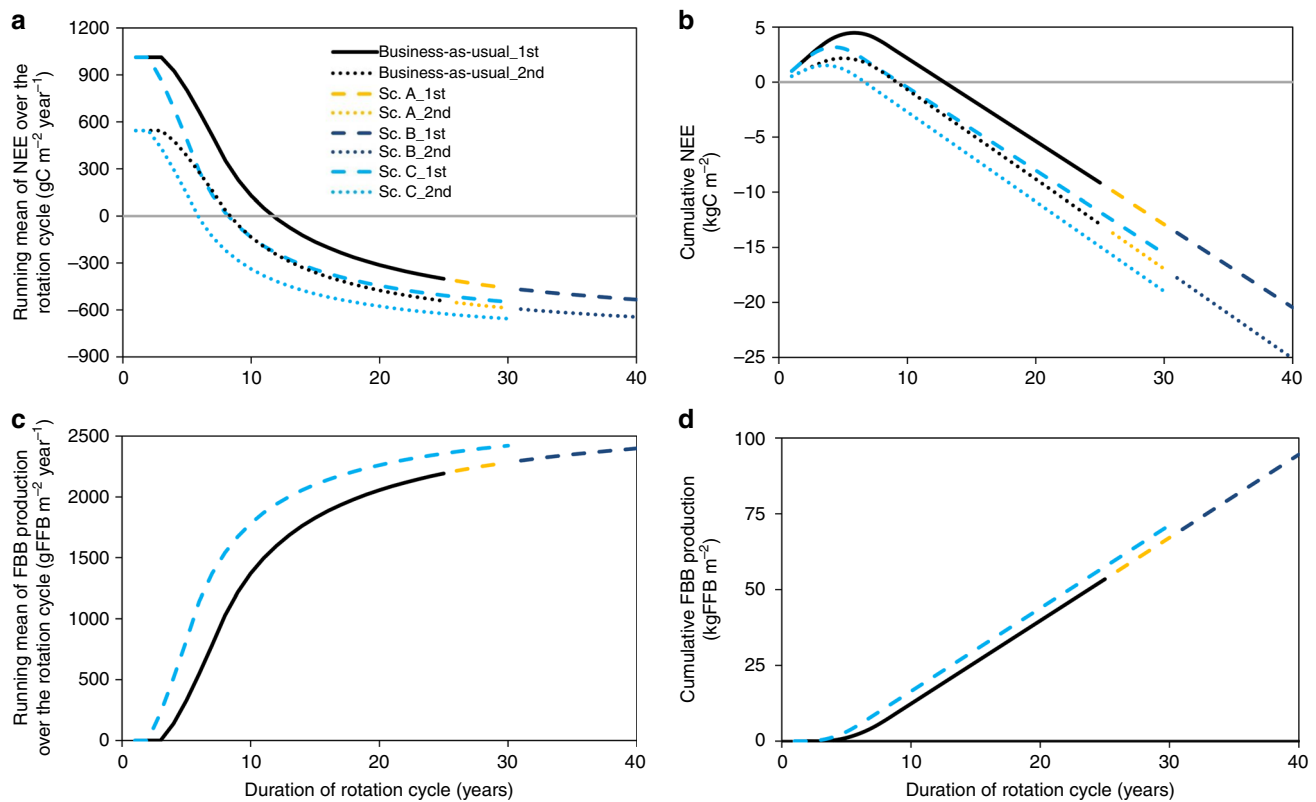 a
Running mean of NEE over the
rotation cycle (gC m⁻² year⁻¹)
1200
900
600
300
0
−300
−600
−900
0
10
20
30
40
Business-as-usual_1st
Business-as-usual_2nd
Sc. A_1st
Sc. A_2nd
Sc. B_1st
Sc. B_2nd
Sc. C_1st
Sc. C_2nd
b
Cumulative NEE
(kgC m⁻²)
5
0
−5
−10
−15
−20
−25
0
10
20
30
40
c
Running mean of FBB production
over the rotation cycle (gFFB m⁻² year⁻¹)
2500
2000
1500
1000
500
0
0
10
20
30
40
Duration of rotation cycle (years)
d
Cumulative FBB production
(kgFFB m⁻²)
100
75
50
25
0
0
10
20
30
40
Duration of rotation cycle (years)